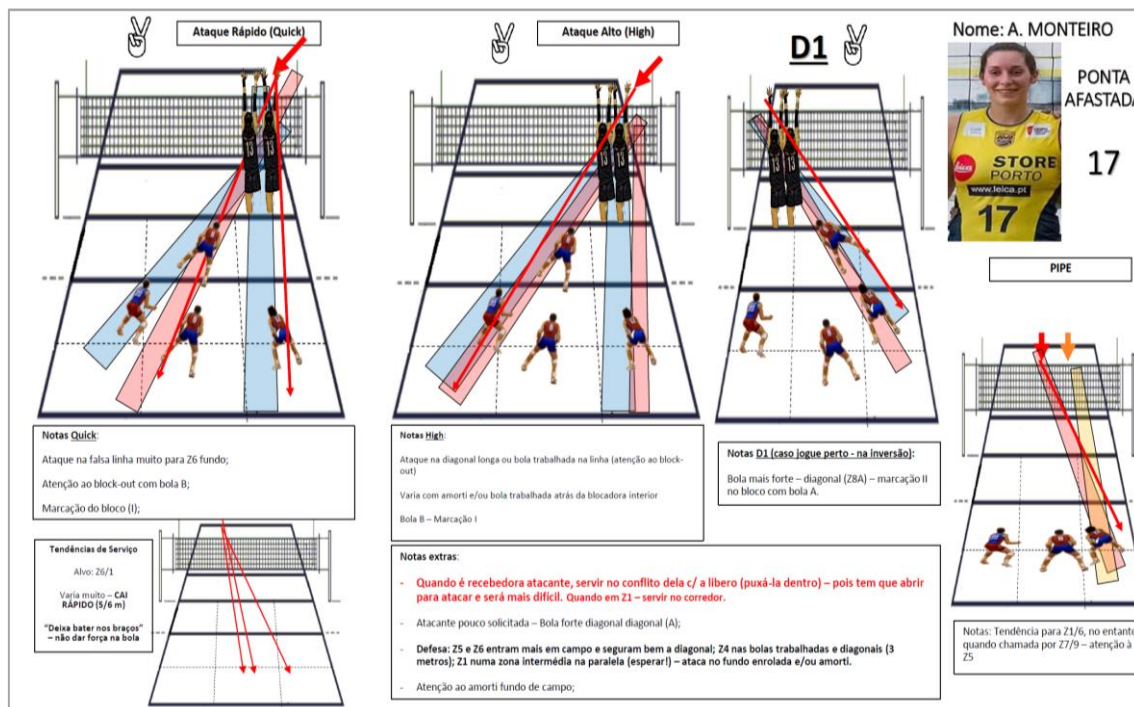 Ataque Rápido (Quick)
Ataque Alto (High)
D1
Nome: A. MONTEIRO
PONTA
AFASTADA
17
STORE
PORTO
www.leica.pt
17
PIPE
Notas Quick:
Ataque na falsa linha muito para Z6 fundo;
Atenção ao block-out com bola B;
Marcação do bloco (I);
Notas High:
Ataque na diagonal longa ou bola trabalhada na linha (atenção ao block-
out)
Varia com amorti e/ou bola trabalhada atrás da blocadora interior
Bola B – Marcação I
Notas D1 (caso jogue perto - na inversão):
Bola mais forte – diagonal (Z8A) – marcação II
no bloco com bola A.
Tendências de Serviço
Alvo: Z6/1
Varia muito – CAI
RÁPIDO (5/6 m)
“Deixa bater nos braços”
– não dar força na bola
Notas extras:
- Quando é recebedora atacante, servir no conflito dela c/ a libero (puxá-la dentro) – pois tem que abrir
para atacar e será mais difícil. Quando em Z1 – servir no corredor.
- Atacante pouco solicitada – Bola forte diagonal diagonal (A);
- Defesa: Z5 e Z6 entram mais em campo e seguram bem a diagonal; Z4 nas bolas trabalhadas e diagonais (3
metros); Z1 numa zona intermédia na paralela (esperar!) – ataca no fundo enrolada e/ou amorti.
- Atenção ao amorti fundo de campo;
Notas: Tendência para Z1/6, no entanto
quando chamada por Z7/9 – atenção à
Z5